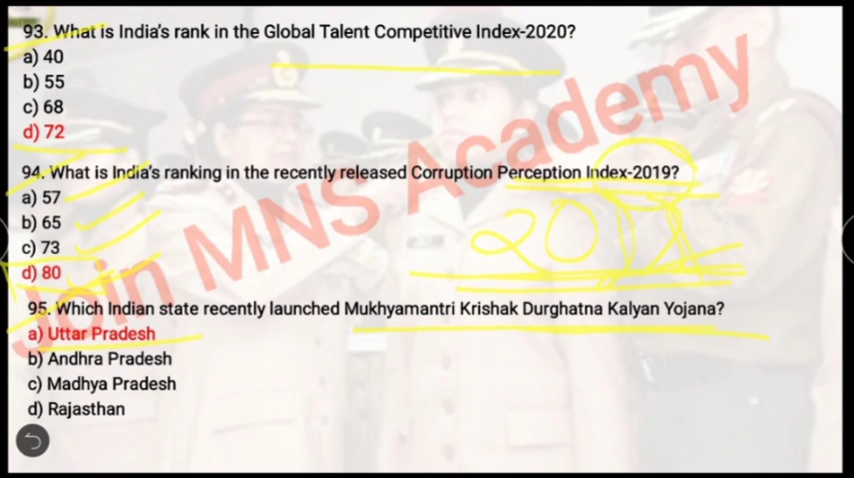 93. What is India's rank in the Global Talent Competitive Index-2020?
a) 40
b) 55
c) 68
d) 72
94. What is India's ranking in the recently released Corruption Perception Index-2019?
a) 57
b) 65
c) 73
d) 80
95. Which Indian state recently launched Mukhyamantri Krishak Durghatna Kalyan Yojana?
a) Uttar Pradesh
b) Andhra Pradesh
c) Madhya Pradesh
d) Rajasthan
Join MNS Academy